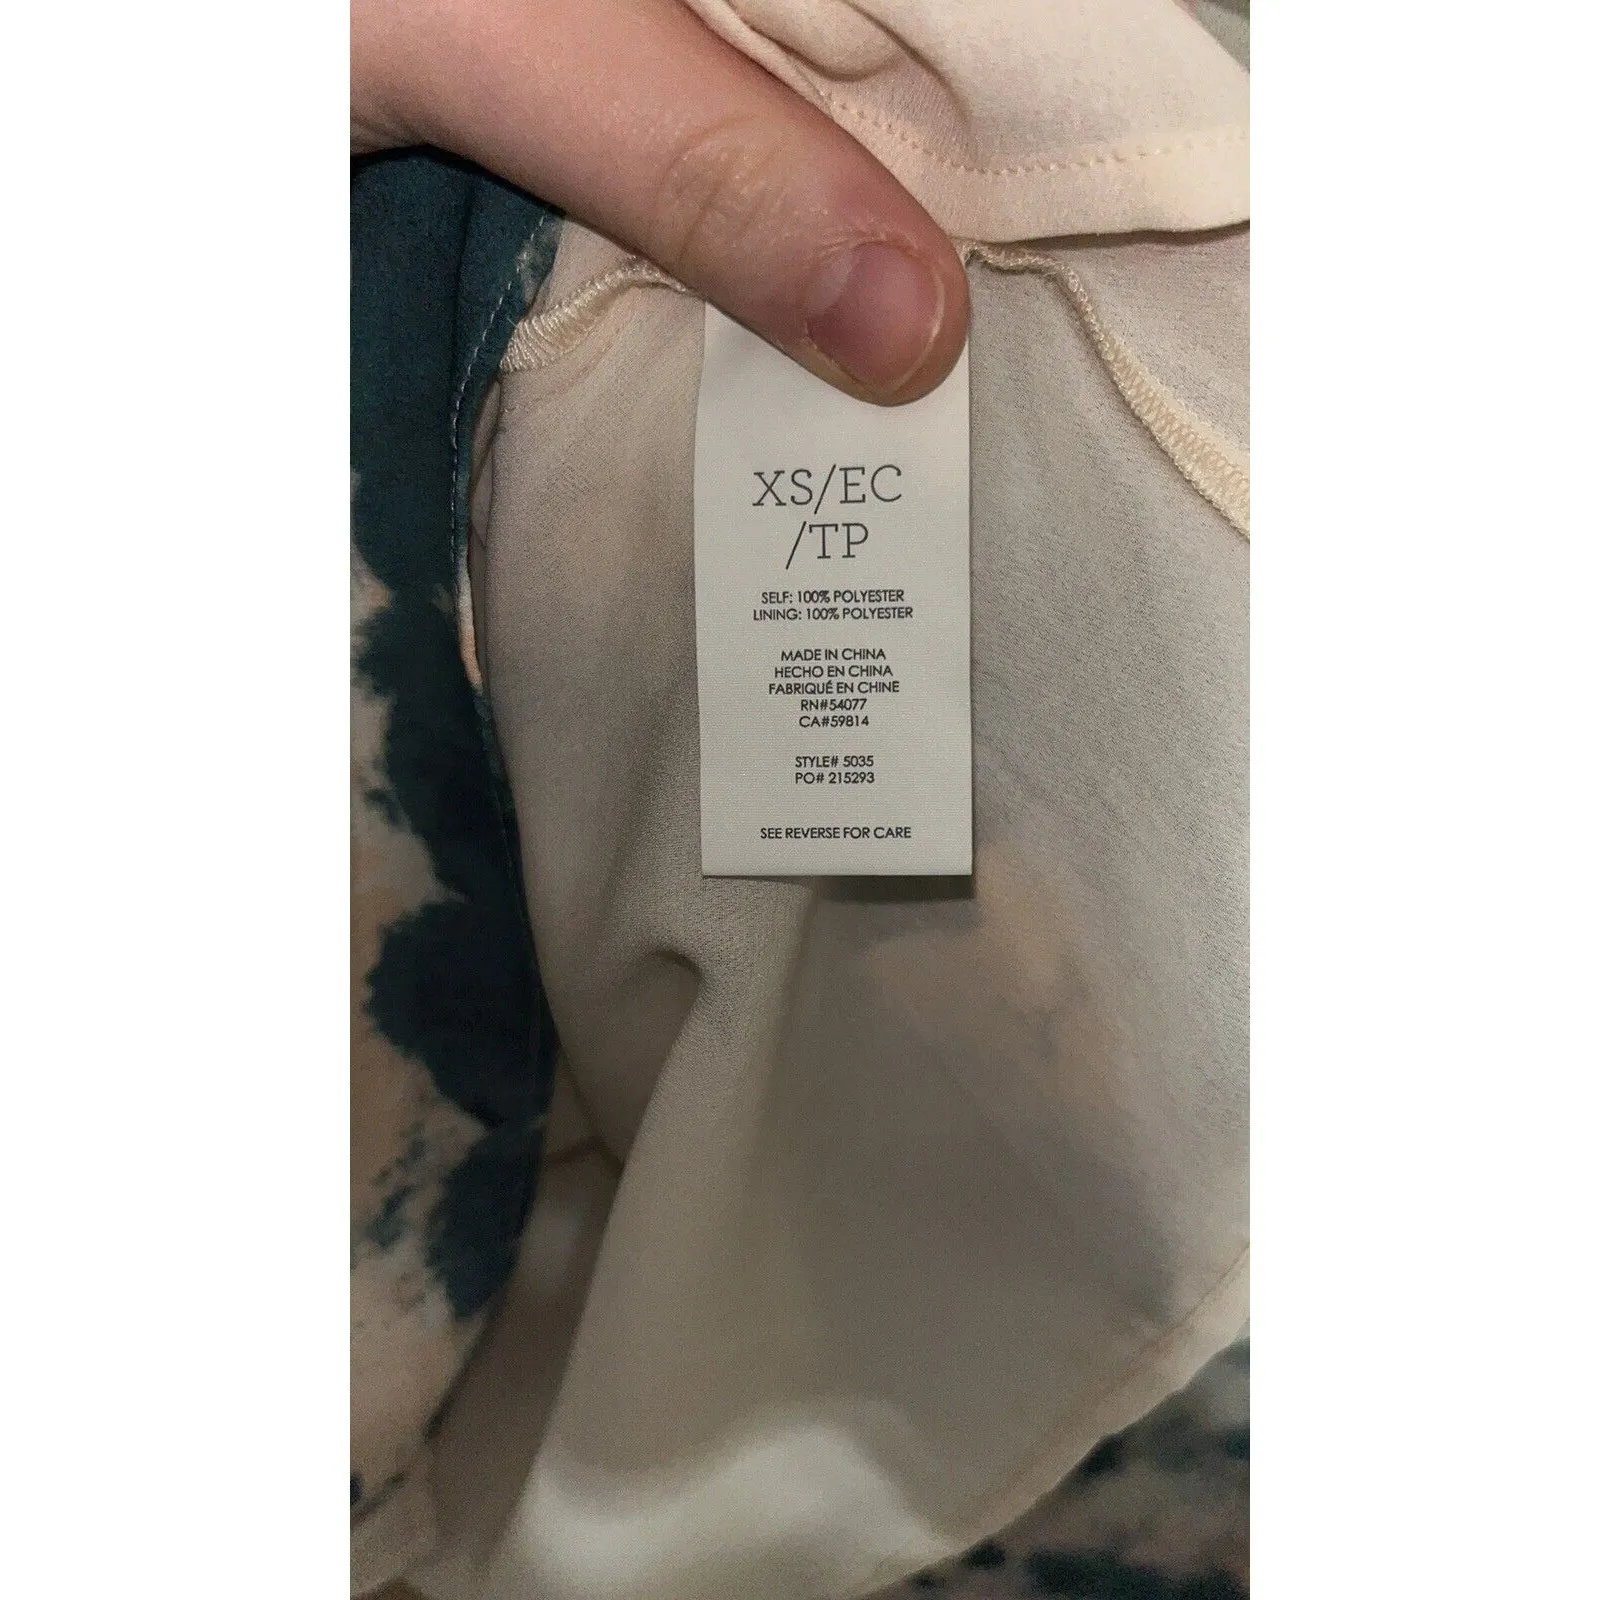 XS/EC
/TP
SELF: 100% POLYESTER
LINING: 100% POLYESTER
MADE IN CHINA
HECHO EN CHINA
FABRIQUÉ EN CHINE
RN#54077
CA#59814
STYLE# 5035
PO# 215293
SEE REVERSE FOR CARE